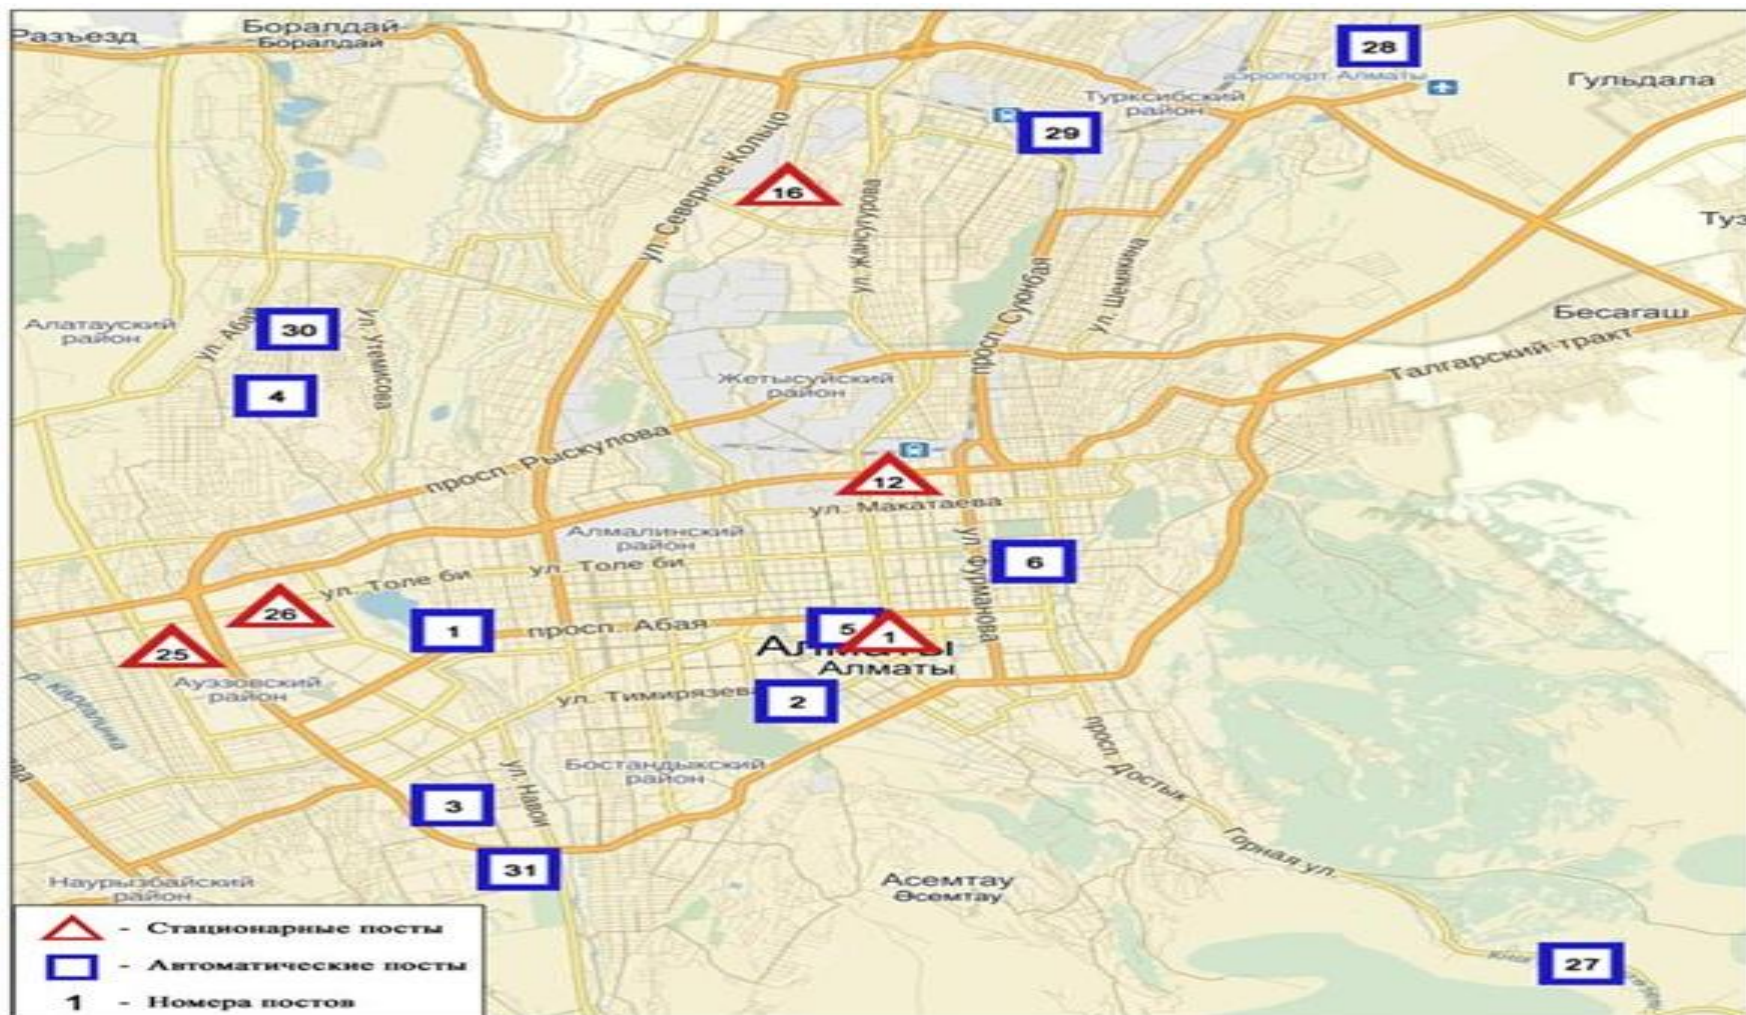 Разъезд
Боралдай
Боралдай
28
аэропорт Алматы
Гульдала
Турксибский
район
29
ул. Северное Кольцо
16
ул. Жансугурова
просп. Суюнбая
ул. Шемякина
Алатауский
район
ул. Абая
30
ул. Утемисова
4
Бесагаш
Талгарский тракт
Жетысуйский
район
просп. Рыскулова
12
ул. Макатаева
Алмалинский
район
ул. Толе би
ул. Толе би
ул. Фурманова
6
26
25
1
просп. Абая
5
1
Алматы
Алматы
Ауэзовский
район
р. Каргалинка
ул. Тимирязева
2
просп. Достык
Бостандыкский
район
3
ул. Навои
31
Горная ул.
Наурызбайский
район
Асемтау
Әсемтау
27
- Стационарные посты
- Автоматические посты
1 - Номера постов